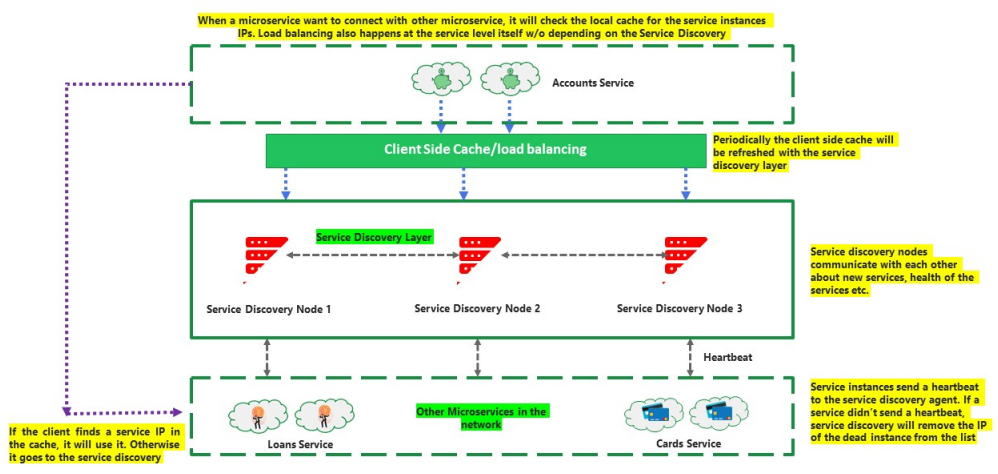 When a microservice want to connect with other microservice, it will check the local cache for the service instances
IPs. Load balancing also happens at the service level itself w/o depending on the Service Discovery
Accounts Service
Client Side Cache/load balancing
Periodically the client side cache will
be refreshed with the service
discovery layer
Service Discovery Layer
Service Discovery Node 1
Service Discovery Node 2
Service Discovery Node 3
Service discovery nodes
communicate with each other
about new services, health of the
services etc.
Heartbeat
Other Microservices in the
network
Loans Service
Cards Service
Service instances send a heartbeat
to the service discovery agent. If a
service didn't send a heartbeat,
service discovery will remove the IP
of the dead instance from the list
If the client finds a service IP in
the cache, it will use it. Otherwise
it goes to the service discovery